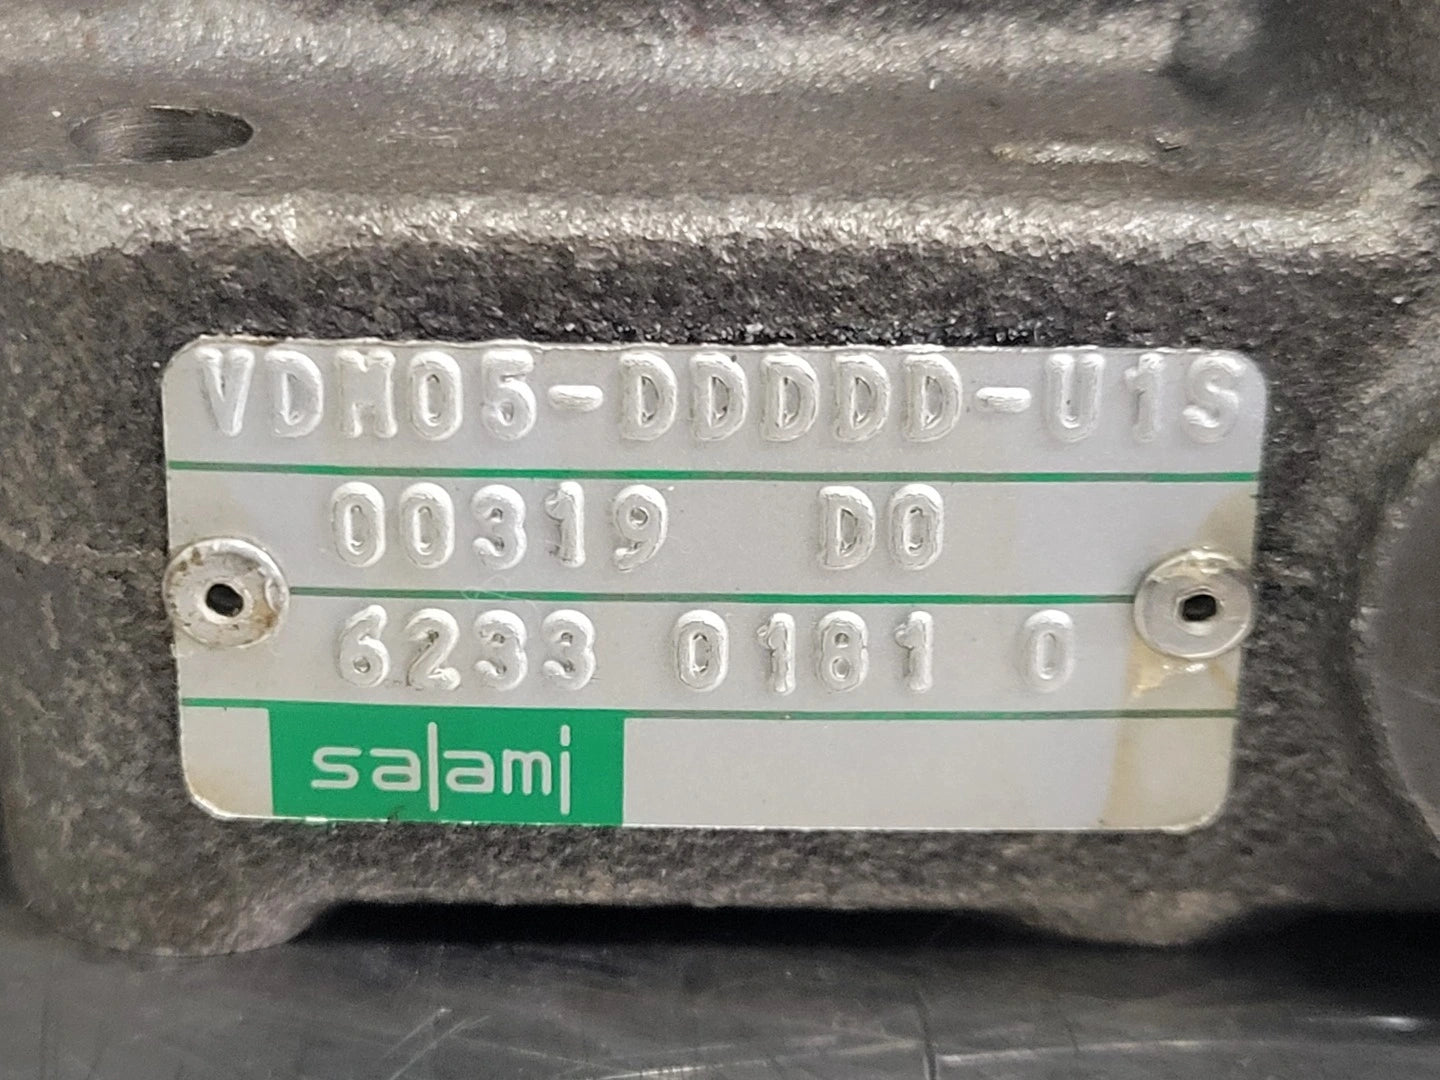 VDM05-DDDDD-U1S
00319 D0
6233 0181 0
salami